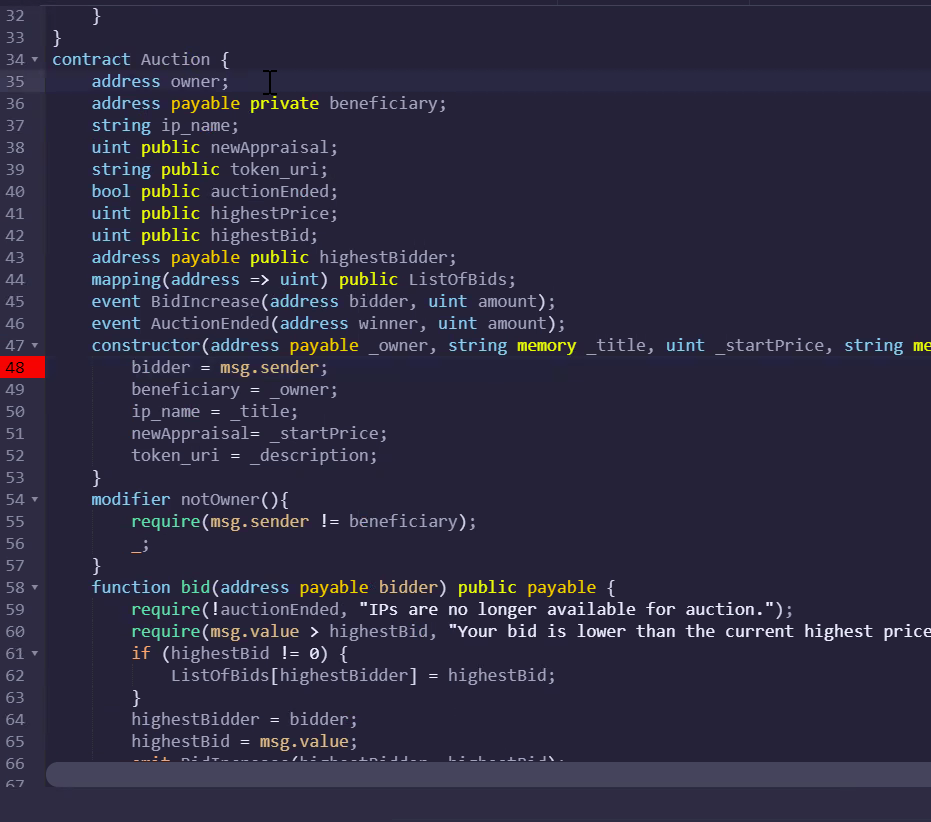 32 }
33 }
34 contract Auction {
35 address owner;
36 address payable private beneficiary;
37 string ip_name;
38 uint public newAppraisal;
39 string public token_uri;
40 bool public auctionEnded;
41 uint public highestPrice;
42 uint public highestBid;
43 address payable public highestBidder;
44 mapping(address => uint) public ListOfBids;
45 event BidIncrease(address bidder, uint amount);
46 event AuctionEnded(address winner, uint amount);
47 constructor(address payable _owner, string memory _title, uint _startPrice, string me
48 bidder = msg.sender;
49 beneficiary = _owner;
50 ip_name = _title;
51 newAppraisal= _startPrice;
52 token_uri = _description;
53 }
54 modifier notOwner(){
55 require(msg.sender != beneficiary);
56 _;
57 }
58 function bid(address payable bidder) public payable {
59 require(!auctionEnded, "IPs are no longer available for auction.");
60 require(msg.value > highestBid, "Your bid is lower than the current highest price
61 if (highestBid != 0) {
62 ListOfBids[highestBidder] = highestBid;
63 }
64 highestBidder = bidder;
65 highestBid = msg.value;
66 emit BidIncrease(highestBidder, highestBid);
67